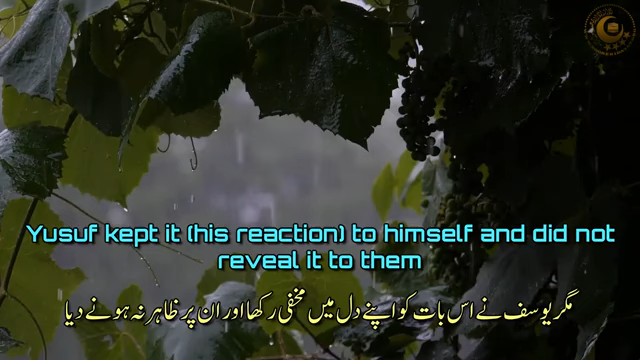 Yusuf kept it (his reaction) to himself and did not
reveal it to them
مگر یوسف نے اس بات کو اپنے دل میں مخفی رکھا اور ان پر ظاہر نہ ہونے دیا